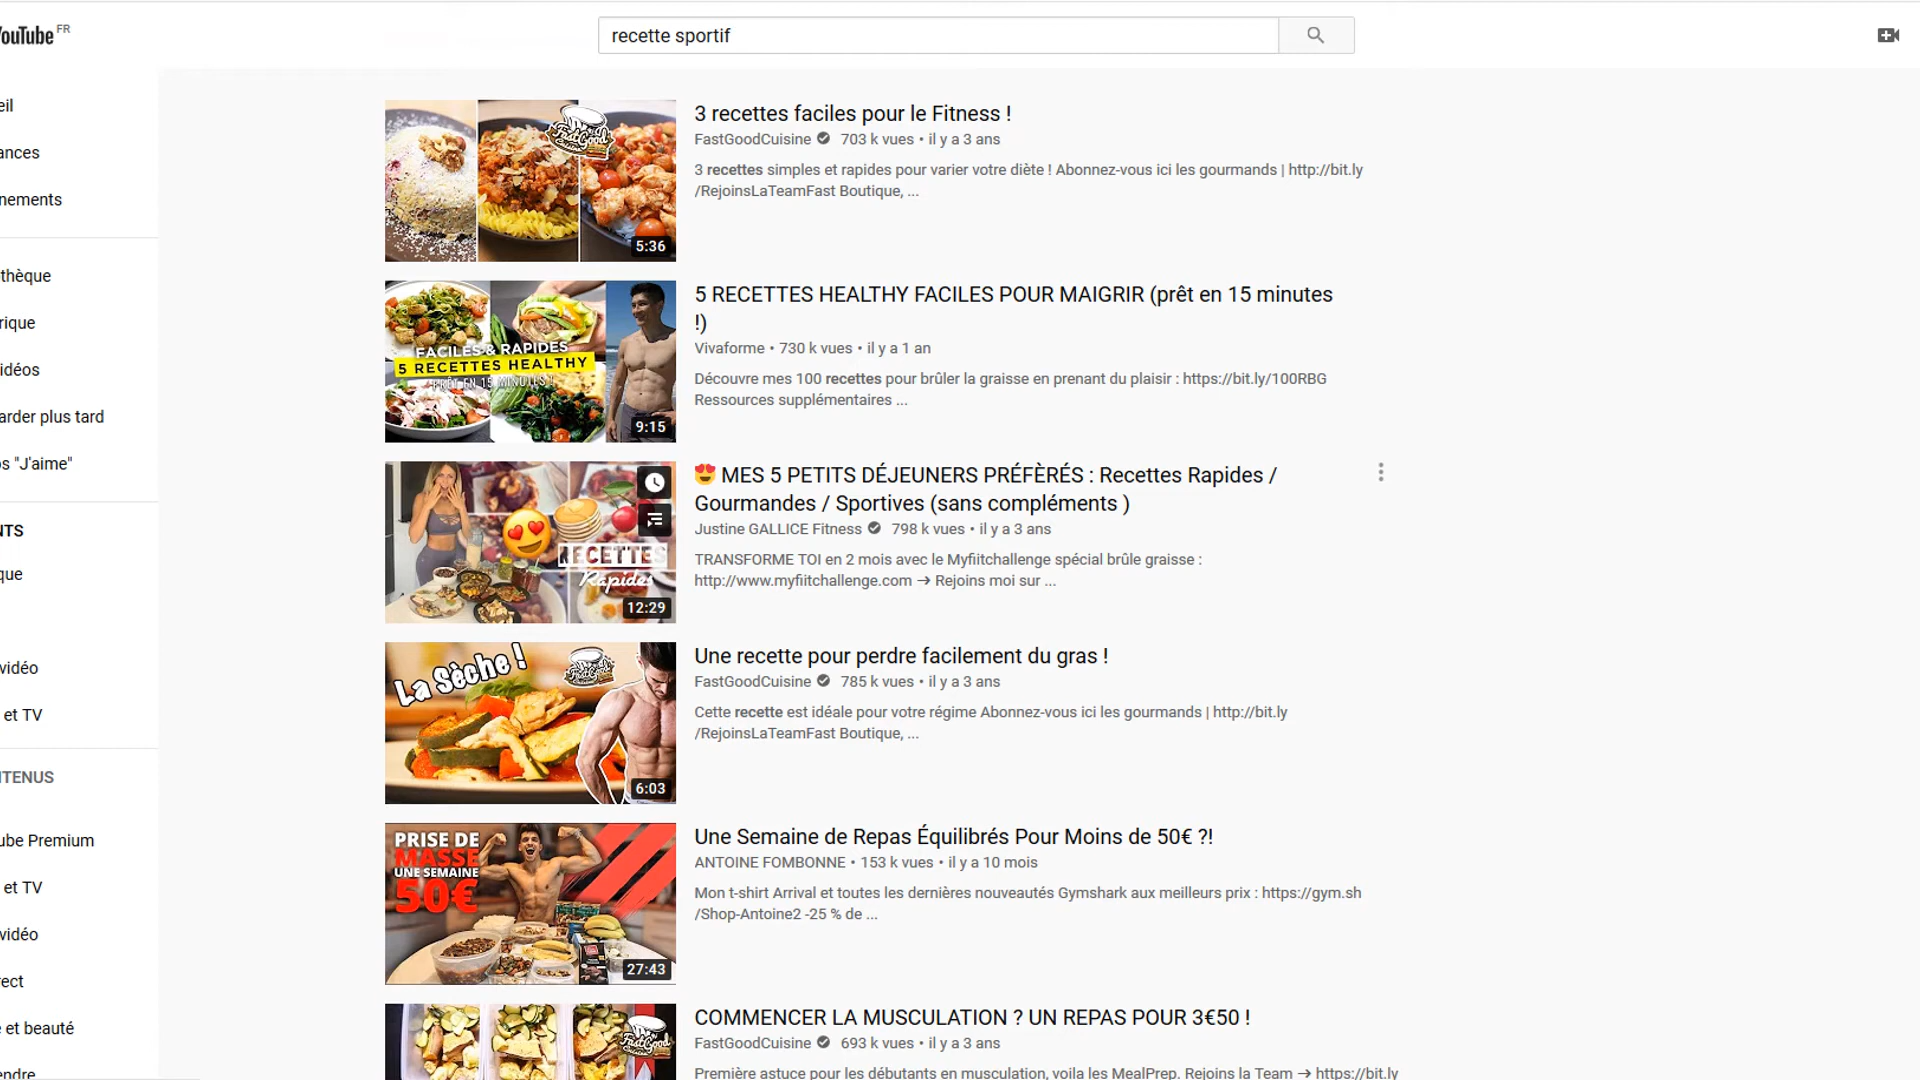 YouTube FR
recette sportif
eil
ances
nements
thèque
rique
idéos
arder plus tard
os "J'aime"
NTS
que
vidéo
et TV
NTENUS
ube Premium
et TV
vidéo
rect
e et beauté
endre
FastGood Cuisine
5:36
3 recettes faciles pour le Fitness !
FastGoodCuisine 703 k vues • il y a 3 ans
3 recettes simples et rapides pour varier votre diète ! Abonnez-vous ici les gourmands | http://bit.ly
/RejoinsLaTeamFast Boutique, ...
FACILES & RAPIDES
5 RECETTES HEALTHY
PRÊT EN 15 MINUTES !
9:15
5 RECETTES HEALTHY FACILES POUR MAIGRIR (prêt en 15 minutes
!)
Vivaforme • 730 k vues • il y a 1 an
Découvre mes 100 recettes pour brûler la graisse en prenant du plaisir : https://bit.ly/100RBG
Ressources supplémentaires ...
RECETTES
Rapides
12:29
😍 MES 5 PETITS DÉJEUNERS PRÉFÈRÉS : Recettes Rapides /
Gourmandes / Sportives (sans compléments )
Justine GALLICE Fitness 798 k vues • il y a 3 ans
TRANSFORME TOI en 2 mois avec le Myfiitchallenge spécial brûle graisse :
http://www.myfiitchallenge.com → Rejoins moi sur ...
La Sèche !
FastGood Cuisine
6:03
Une recette pour perdre facilement du gras !
FastGoodCuisine 785 k vues • il y a 3 ans
Cette recette est idéale pour votre régime Abonnez-vous ici les gourmands | http://bit.ly
/RejoinsLaTeamFast Boutique, ...
PRISE DE
MASSE
UNE SEMAINE
50€
27:43
Une Semaine de Repas Équilibrés Pour Moins de 50€ ?!
ANTOINE FOMBONNE • 153 k vues • il y a 10 mois
Mon t-shirt Arrival et toutes les dernières nouveautés Gymshark aux meilleurs prix : https://gym.sh
/Shop-Antoine2 -25 % de ...
FastGood Cuisine
COMMENCER LA MUSCULATION ? UN REPAS POUR 3€50 !
FastGoodCuisine 693 k vues • il y a 3 ans
Première astuce pour les débutants en musculation, voila les MealPrep. Rejoins la Team → https://bit.ly